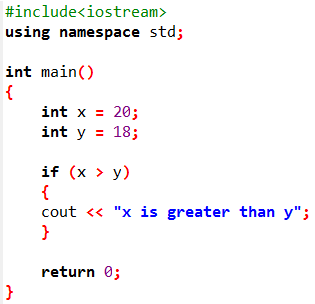 #include<iostream>
using namespace std;

int main()
{
    int x = 20;
    int y = 18;

    if (x > y)
    {
    cout << "x is greater than y";
    }

    return 0;
}